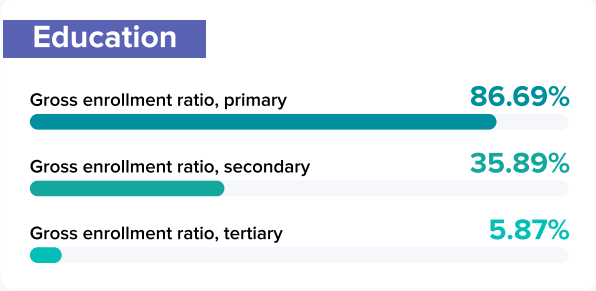 Education
Gross enrollment ratio, primary 86.69%
Gross enrollment ratio, secondary 35.89%
Gross enrollment ratio, tertiary 5.87%